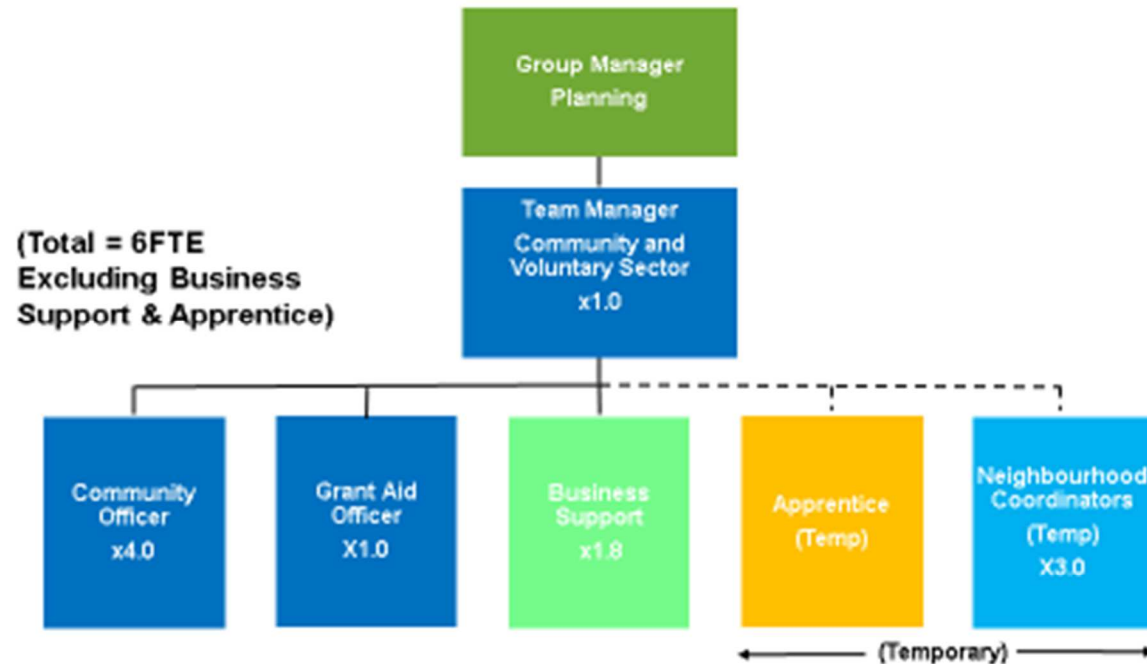 Group Manager
Planning
Team Manager
Community and
Voluntary Sector
x1.0
(Total = 6FTE
Excluding Business
Support & Apprentice)
Community
Officer
x4.0
Grant Aid
Officer
X1.0
Business
Support
x1.8
Apprentice
(Temp)
Neighbourhood
Coordinators
(Temp)
X3.0
(Temporary)